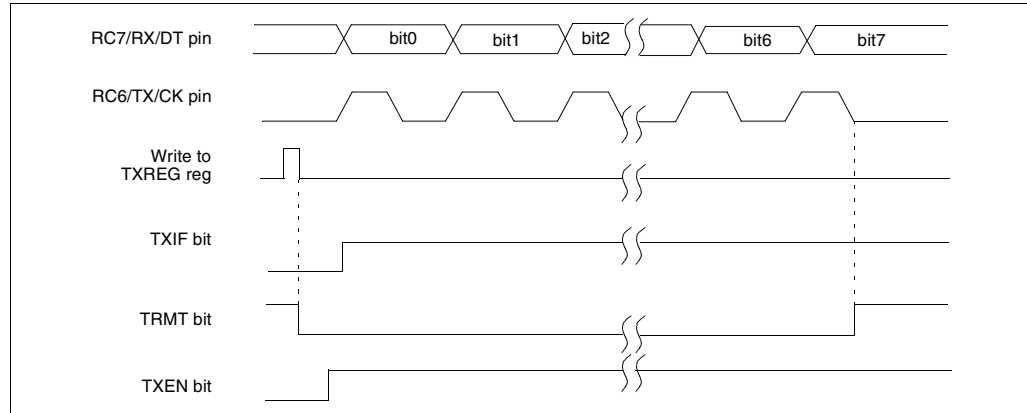 RC7/RX/DT pin
bit0
bit1
bit2
bit6
bit7
RC6/TX/CK pin
Write to
TXREG reg
TXIF bit
TRMT bit
TXEN bit